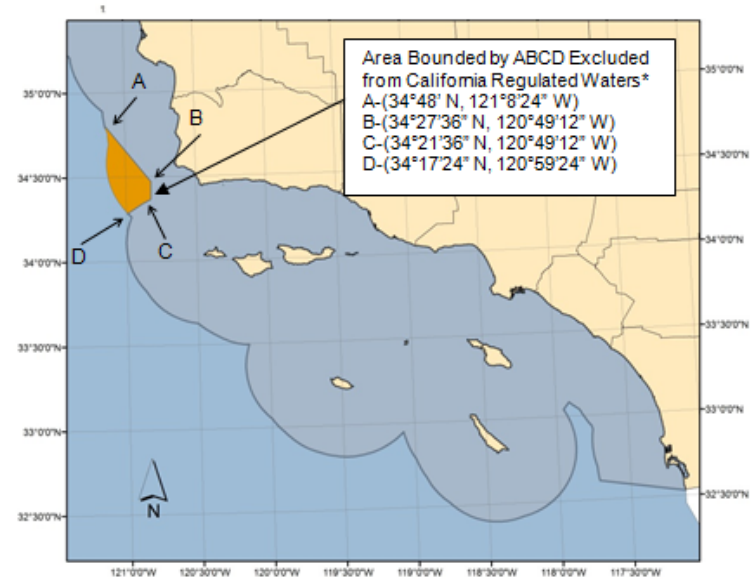 1.
Area Bounded by ABCD Excluded
from California Regulated Waters*
A-(34°48' N, 121°8'24" W)
B-(34°27'36" N, 120°49'12" W)
C-(34°21'36" N, 120°49'12" W)
D-(34°17'24" N, 120°59'24" W)
A
B
C
D
N
35°0'0"N
34°30'0"N
34°0'0"N
33°30'0"N
33°0'0"N
32°30'0"N
35°0'0"N
34°30'0"N
34°0'0"N
33°30'0"N
33°0'0"N
32°30'0"N
121°0'0"W
120°30'0"W
120°0'0"W
119°30'0"W
119°0'0"W
118°30'0"W
118°0'0"W
117°30'0"W